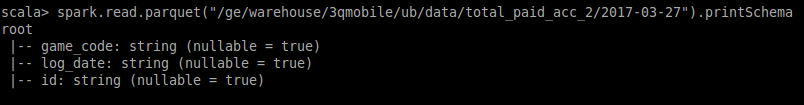 scala> spark.read.parquet("/ge/warehouse/3qmobile/ub/data/total_paid_acc_2/2017-03-27").printSchema
root
 |-- game_code: string (nullable = true)
 |-- log_date: string (nullable = true)
 |-- id: string (nullable = true)